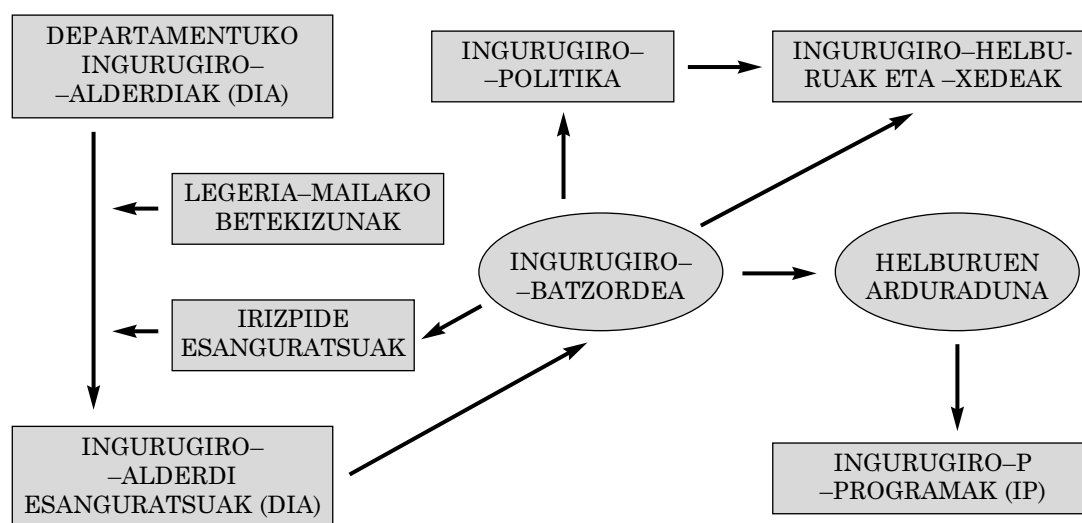 DEPARTAMENTUKO
INGURUGIRO–
–ALDERDIAK (DIA)
INGURUGIRO–
–POLITIKA
INGURUGIRO–HELBU-
RUAK ETA –XEDEAK
LEGERIA–MAILAKO
BETEKIZUNAK
INGURUGIRO–
–BATZORDEA
HELBURUEN
ARDURADUNA
IRIZPIDE
ESANGURATSUAK
INGURUGIRO–
–ALDERDI
ESANGURATSUAK (DIA)
INGURUGIRO–P
–PROGRAMAK (IP)